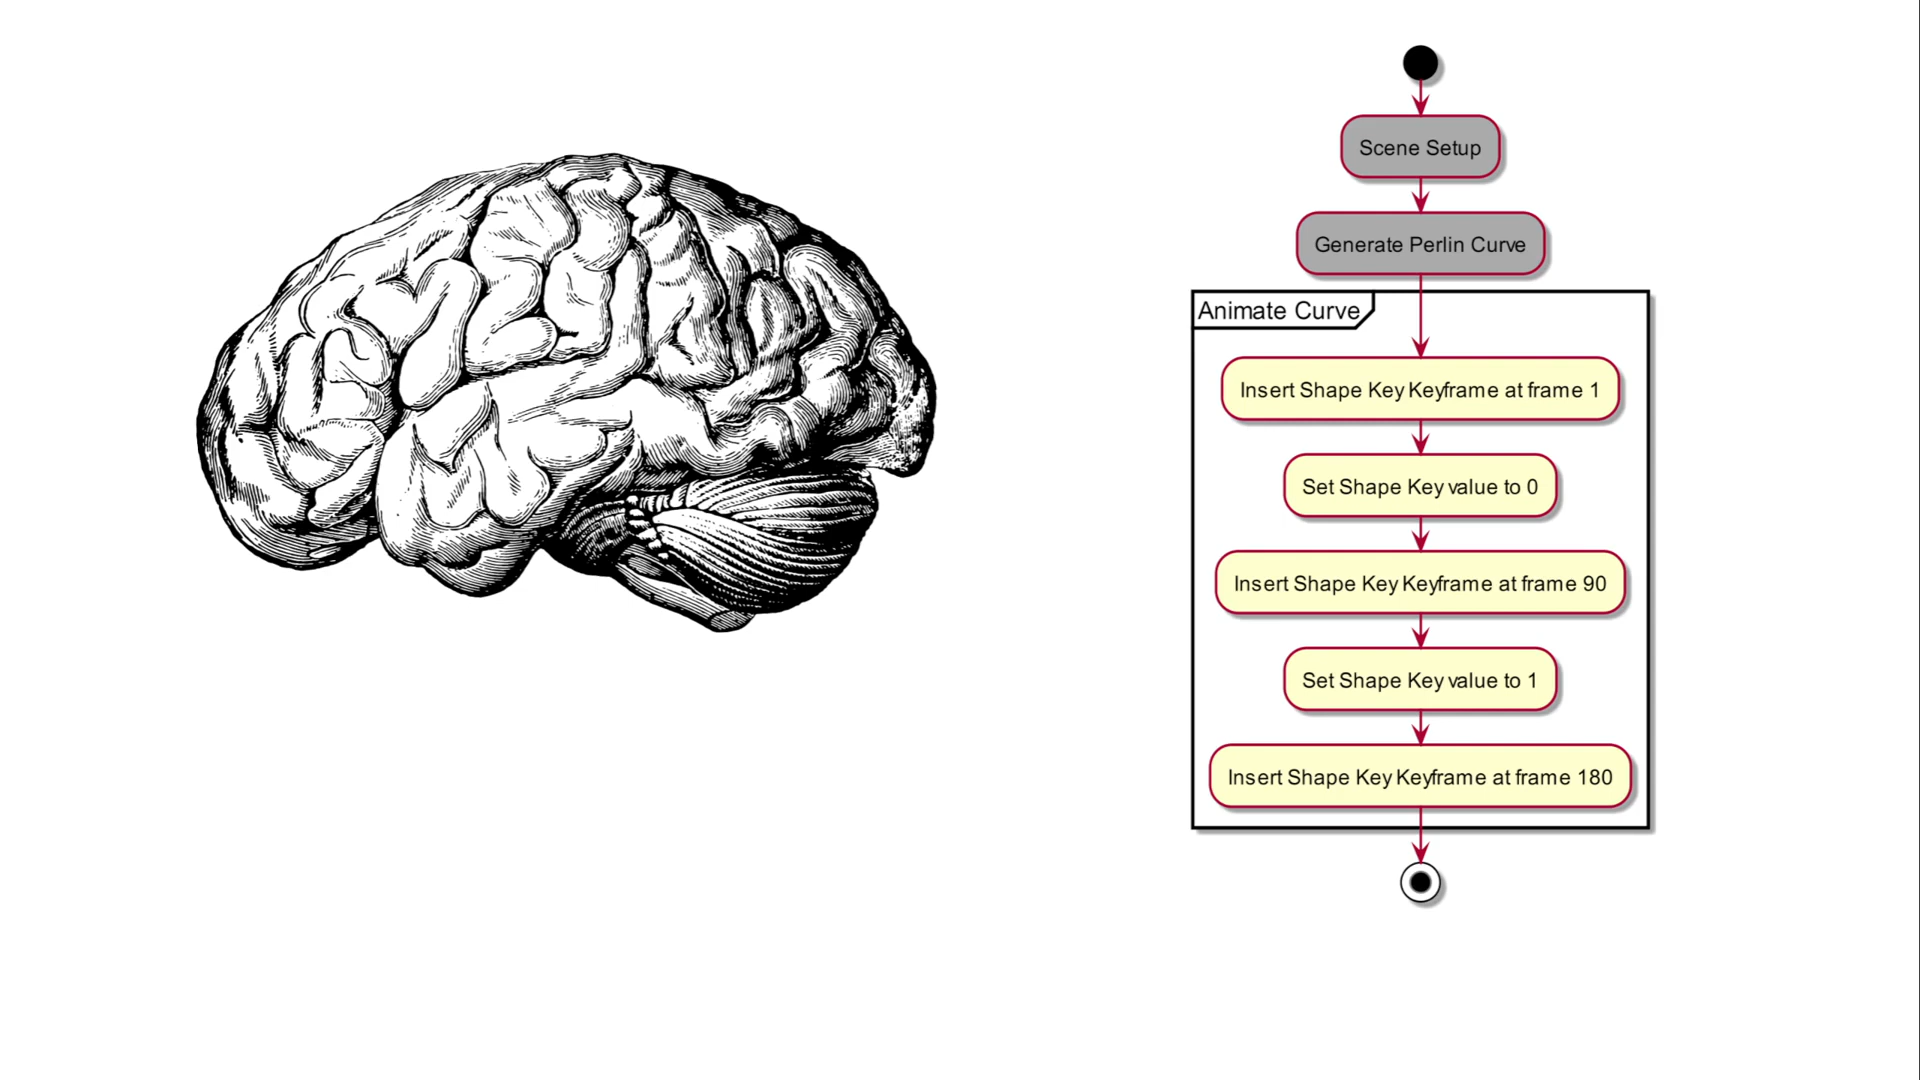 Scene Setup
Generate Perlin Curve
Animate Curve
Insert Shape Key Keyframe at frame 1
Set Shape Key value to 0
Insert Shape Key Keyframe at frame 90
Set Shape Key value to 1
Insert Shape Key Keyframe at frame 180